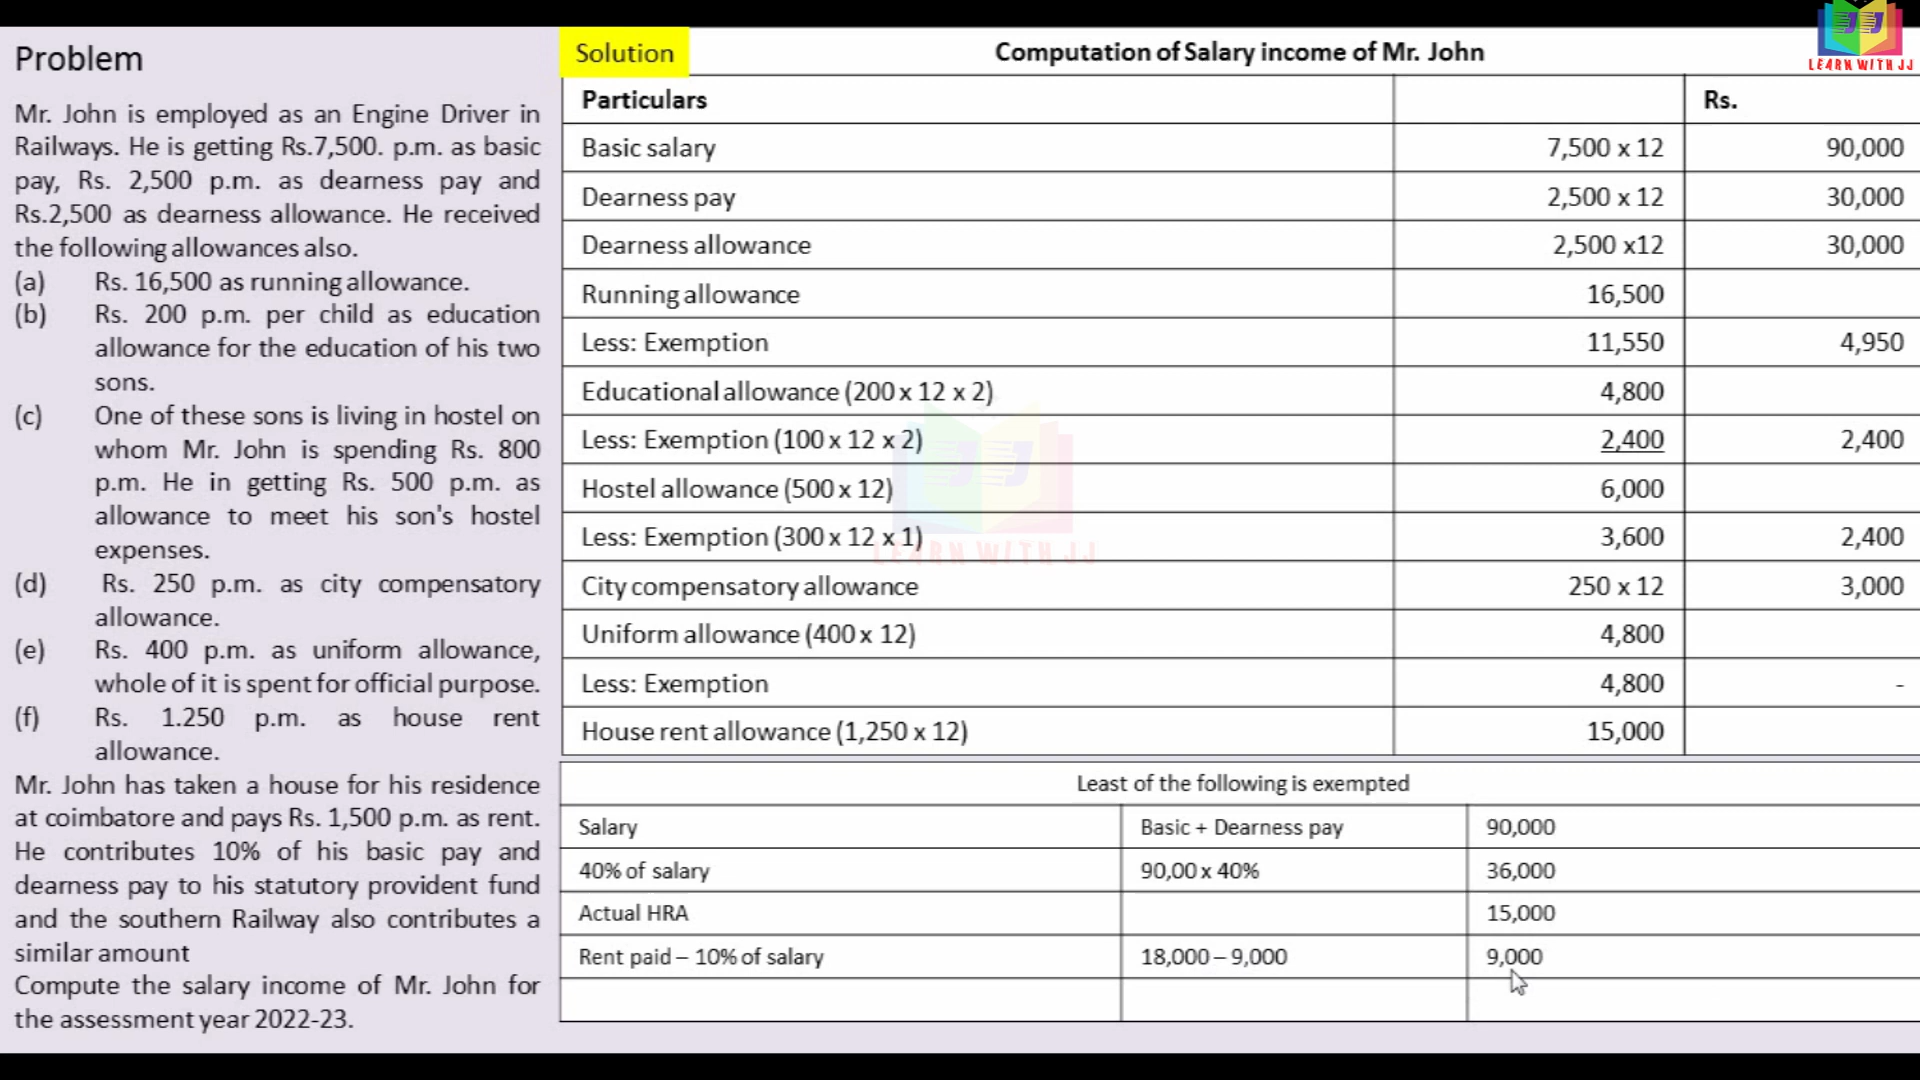 LEARN WITH JJ
Problem
Mr. John is employed as an Engine Driver in
Railways. He is getting Rs.7,500. p.m. as basic
pay, Rs. 2,500 p.m. as dearness pay and
Rs.2,500 as dearness allowance. He received
the following allowances also.
(a) Rs. 16,500 as running allowance.
(b) Rs. 200 p.m. per child as education
allowance for the education of his two
sons.
(c) One of these sons is living in hostel on
whom Mr. John is spending Rs. 800
p.m. He in getting Rs. 500 p.m. as
allowance to meet his son's hostel
expenses.
(d) Rs. 250 p.m. as city compensatory
allowance.
(e) Rs. 400 p.m. as uniform allowance,
whole of it is spent for official purpose.
(f) Rs. 1.250 p.m. as house rent
allowance.
Mr. John has taken a house for his residence
at coimbatore and pays Rs. 1,500 p.m. as rent.
He contributes 10% of his basic pay and
dearness pay to his statutory provident fund
and the southern Railway also contributes a
similar amount
Compute the salary income of Mr. John for
the assessment year 2022-23.
Solution Computation of Salary income of Mr. John
Particulars Rs.
Basic salary 7,500 x 12 90,000
Dearness pay 2,500 x 12 30,000
Dearness allowance 2,500 x12 30,000
Running allowance 16,500
Less: Exemption 11,550 4,950
Educational allowance (200 x 12 x 2) 4,800
Less: Exemption (100 x 12 x 2) 2,400 2,400
Hostel allowance (500 x 12) 6,000
Less: Exemption (300 x 12 x 1) 3,600 2,400
LEARN WITH JJ
City compensatory allowance 250 x 12 3,000
Uniform allowance (400 x 12) 4,800
Less: Exemption 4,800 -
House rent allowance (1,250 x 12) 15,000
Least of the following is exempted
Salary Basic + Dearness pay 90,000
40% of salary 90,00 x 40% 36,000
Actual HRA 15,000
Rent paid – 10% of salary 18,000 – 9,000 9,000